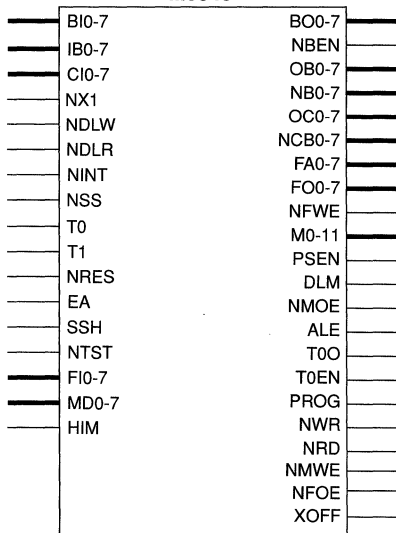 BI0-7
IB0-7
CI0-7
NX1
NDLW
NDLR
NINT
NSS
T0
T1
NRES
EA
SSH
NTST
FI0-7
MD0-7
HIM
BO0-7
NBEN
OB0-7
NB0-7
OC0-7
NCB0-7
FA0-7
FO0-7
NFWE
M0-11
PSEN
DLM
NMOE
ALE
T0O
T0EN
PROG
NWR
NRD
NMWE
NFOE
XOFF